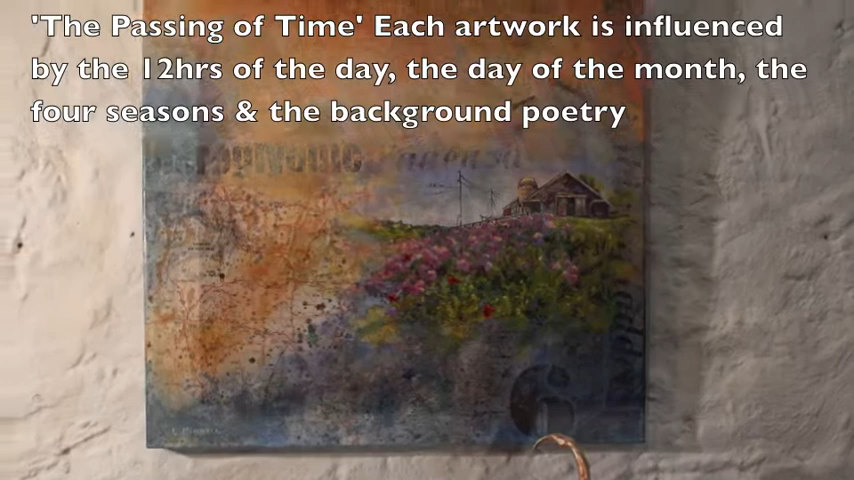 'The Passing of Time' Each artwork is influenced
by the 12hrs of the day, the day of the month, the
four seasons & the background poetry
6